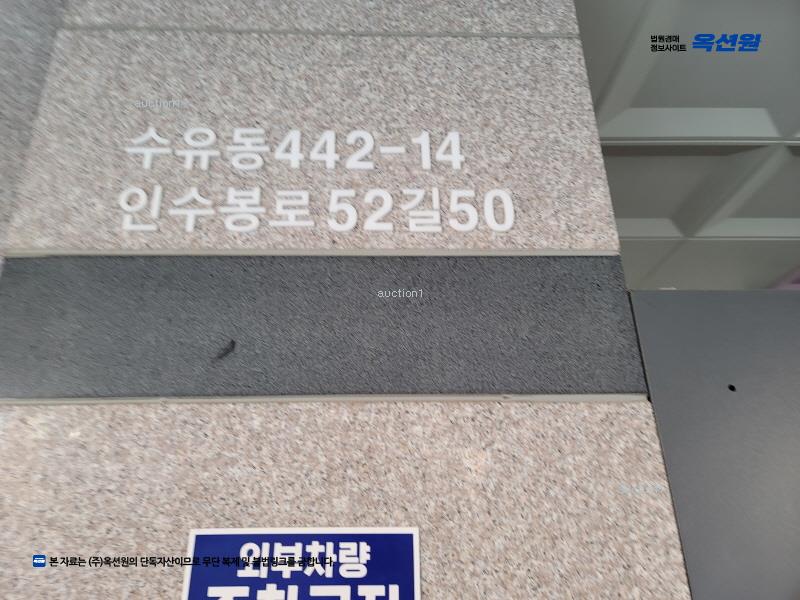 법원경매
정보사이트 옥션원
auction1
수유동442-14
인수봉로 52길50
auction1
외부차량
본 자료는 (주)옥션원의 단독자산이므로 무단 복제 및 불법링크를 금합니다.